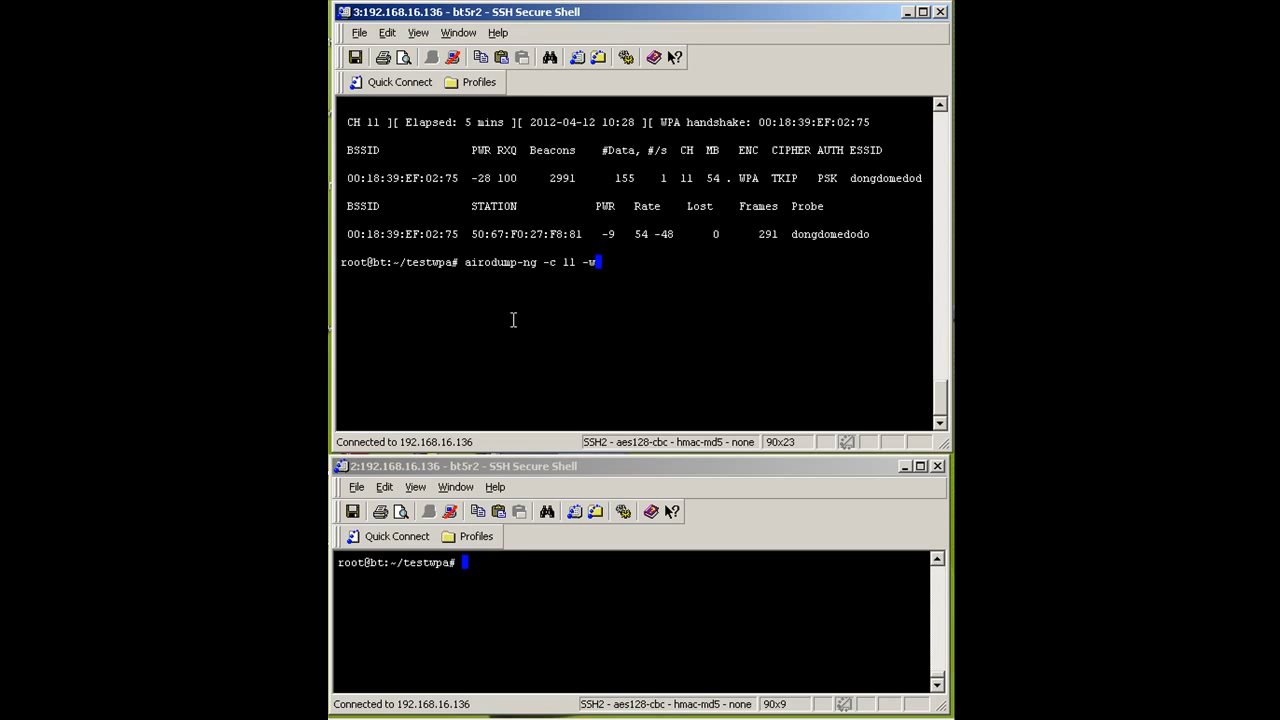 3:192.168.16.136 - bt5r2 - SSH Secure Shell
File Edit View Window Help
Quick Connect Profiles
CH 11 ][ Elapsed: 5 mins ][ 2012-04-12 10:28 ][ WPA handshake: 00:18:39:EF:02:75
BSSID PWR RXQ Beacons #Data, #/s CH MB ENC CIPHER AUTH ESSID
00:18:39:EF:02:75 -28 100 2991 155 1 11 54 . WPA TKIP PSK dongdomedod
BSSID STATION PWR Rate Lost Frames Probe
00:18:39:EF:02:75 50:67:F0:27:F8:81 -9 54 -48 0 291 dongdomedodo
root@bt:~/testwpa# airodump-ng -c 11 -w
Connected to 192.168.16.136 SSH2 - aes128-cbc - hmac-md5 - none 90x23
2:192.168.16.136 - bt5r2 - SSH Secure Shell
File Edit View Window Help
Quick Connect Profiles
root@bt:~/testwpa#
Connected to 192.168.16.136 SSH2 - aes128-cbc - hmac-md5 - none 90x9